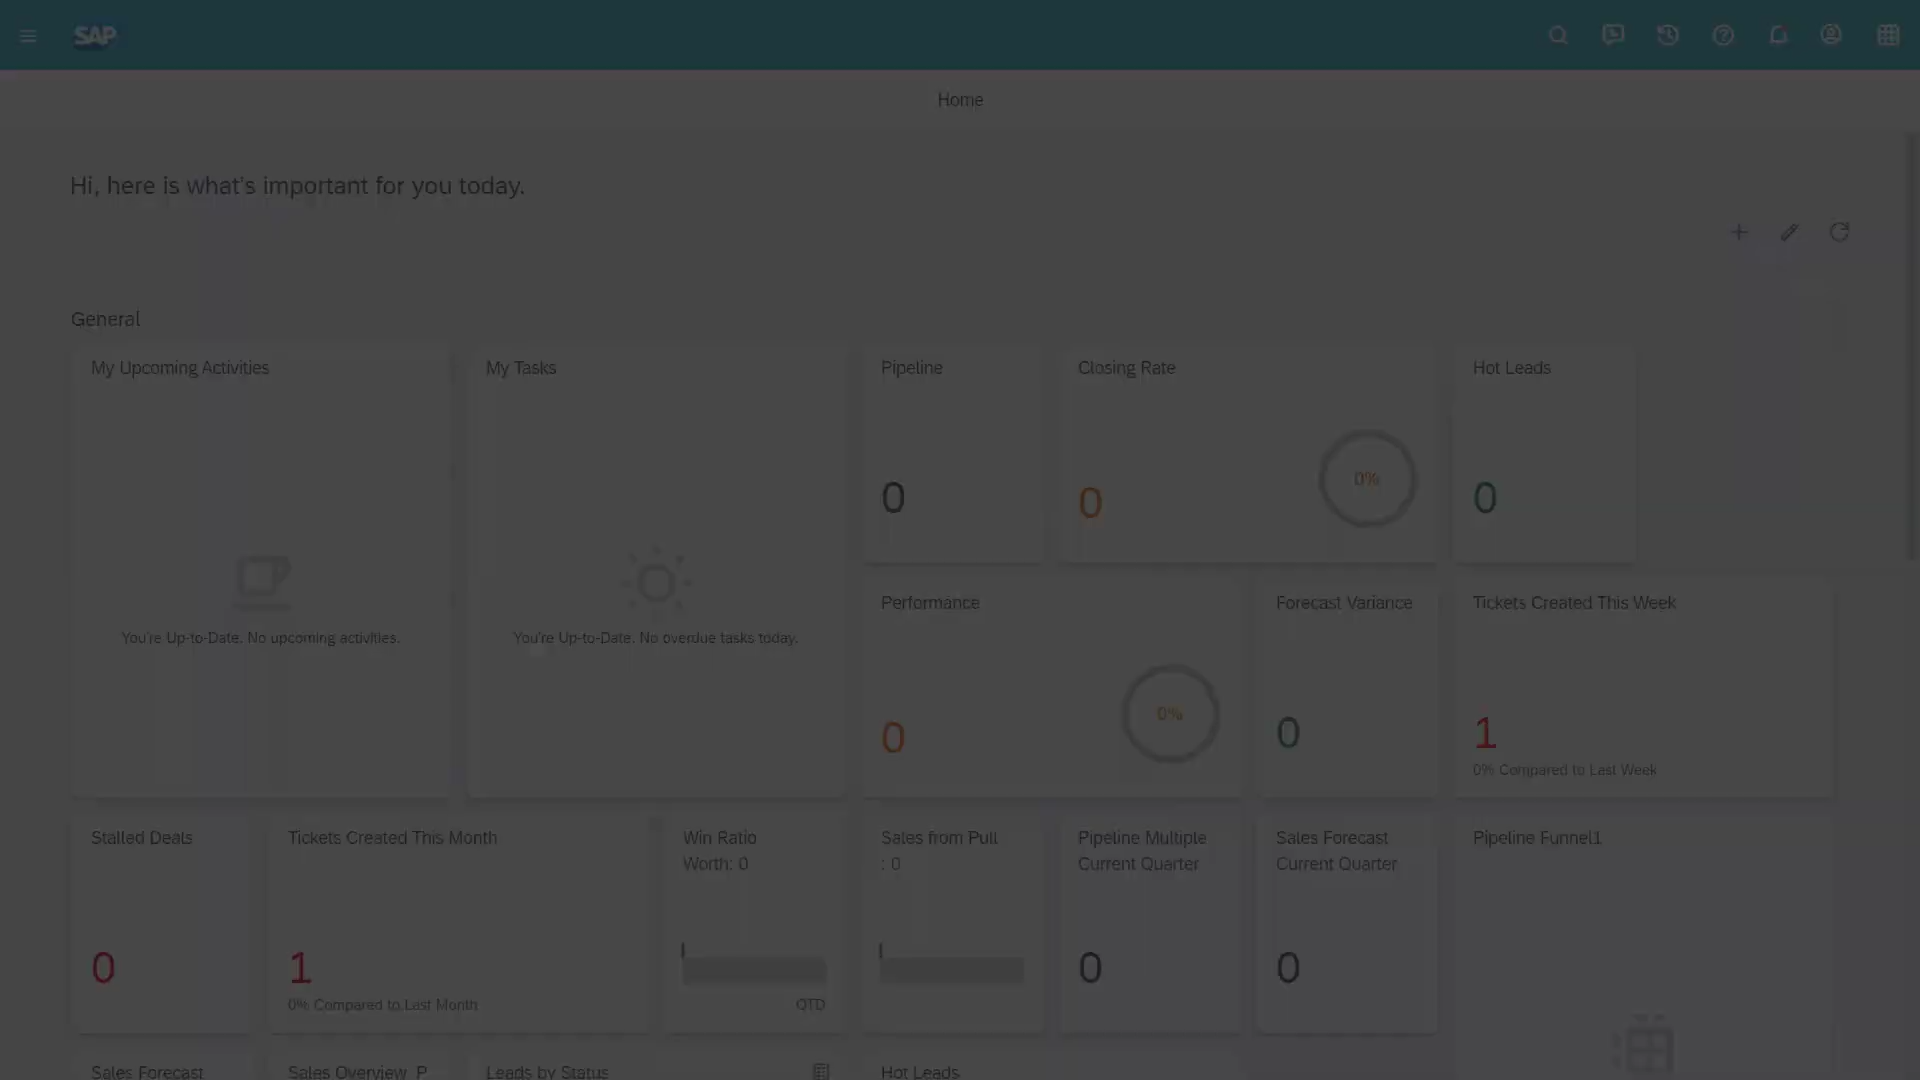 SAP
Home
Hi, here is what's important for you today.
General
My Upcoming Activities
You're Up-to-Date. No upcoming activities.
My Tasks
You're Up-to-Date. No overdue tasks today.
Pipeline
0
Closing Rate
0
0%
Hot Leads
0
Performance
0
0%
Forecast Variance
0
Tickets Created This Week
1
0% Compared to Last Week
Stalled Deals
0
Tickets Created This Month
1
0% Compared to Last Month
Win Ratio
Worth: 0
QTD
Sales from Pull
: 0
Pipeline Multiple
Current Quarter
0
Sales Forecast
Current Quarter
0
Pipeline Funnel1
Sales Forecast
Sales Overview_P
Leads by Status
Hot Leads